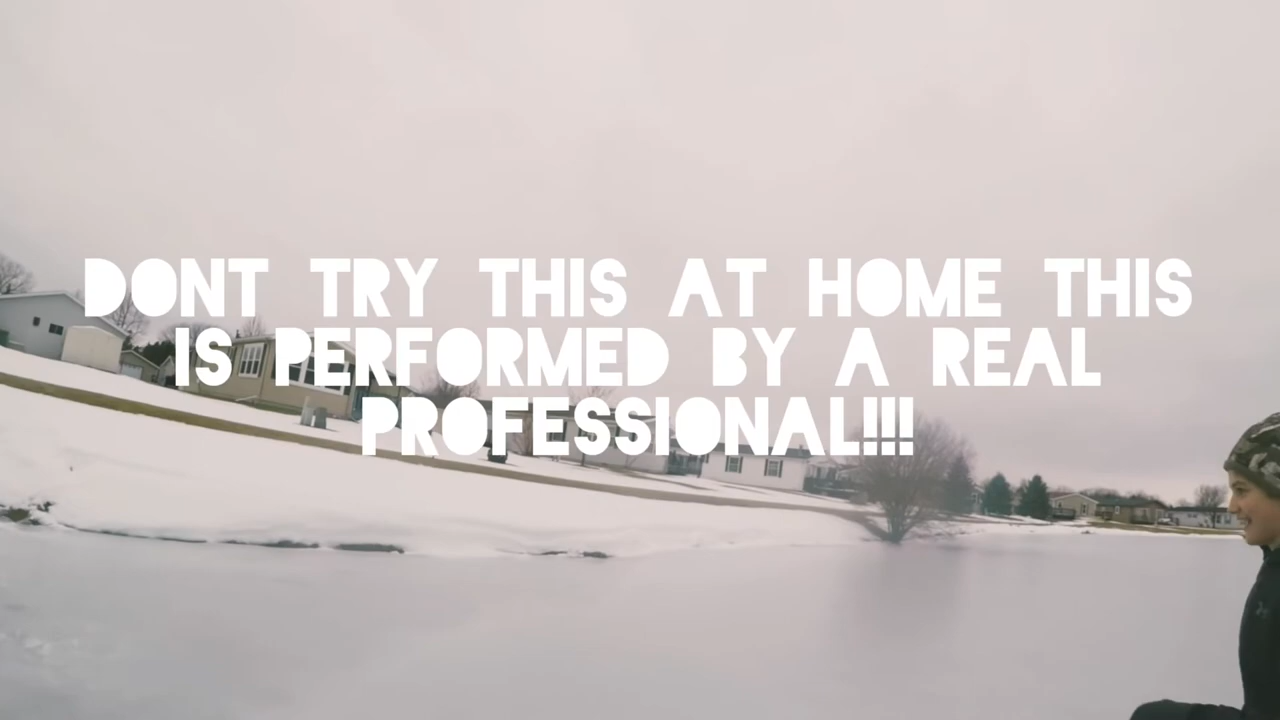 DONT TRY THIS AT HOME THIS
IS PERFORMED BY A REAL
PROFESSIONAL!!!